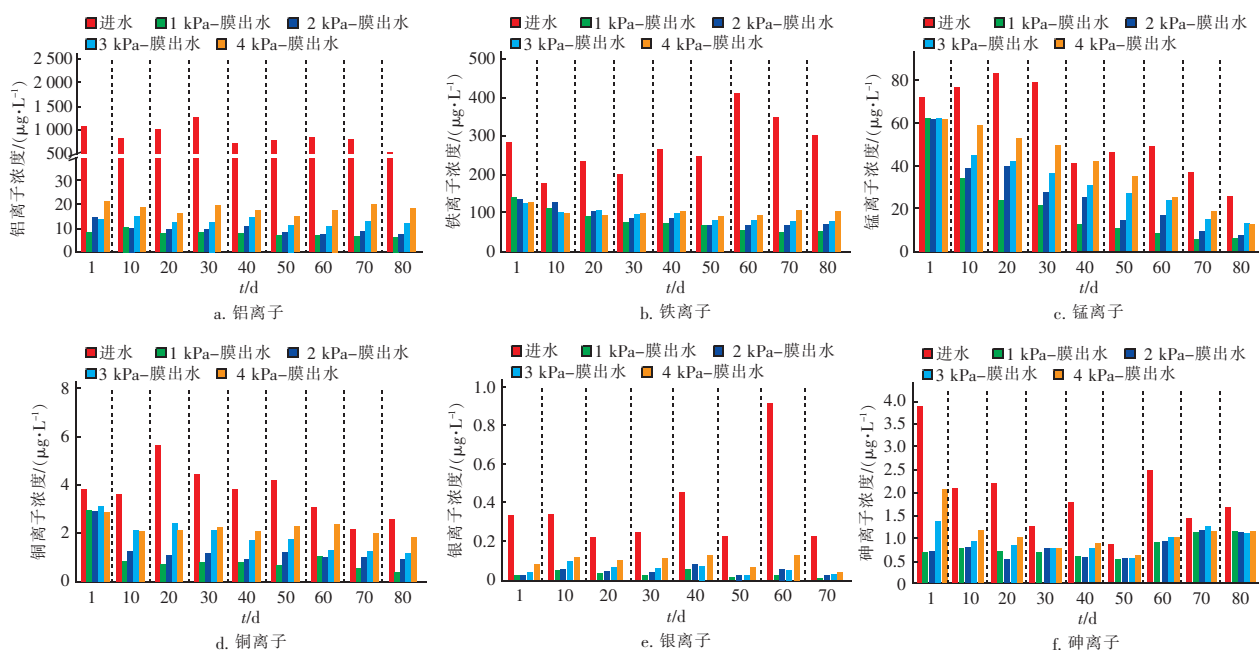 进水 1 kPa-膜出水 2 kPa-膜出水
3 kPa-膜出水 4 kPa-膜出水
铝离子浓度/(μg·L⁻¹)
2 500
2 000
1 500
1 000
500
30
20
10
0
1 10 20 30 40 50 60 70 80
t/d
a. 铝离子
进水 1 kPa-膜出水 2 kPa-膜出水
3 kPa-膜出水 4 kPa-膜出水
铁离子浓度/(μg·L⁻¹)
500
400
300
200
100
0
1 10 20 30 40 50 60 70 80
t/d
b. 铁离子
进水 1 kPa-膜出水 2 kPa-膜出水
3 kPa-膜出水 4 kPa-膜出水
锰离子浓度/(μg·L⁻¹)
80
60
40
20
0
1 10 20 30 40 50 60 70 80
t/d
c. 锰离子
进水 1 kPa-膜出水 2 kPa-膜出水
3 kPa-膜出水 4 kPa-膜出水
铜离子浓度/(μg·L⁻¹)
8
6
4
2
0
1 10 20 30 40 50 60 70 80
t/d
d. 铜离子
进水 1 kPa-膜出水 2 kPa-膜出水
3 kPa-膜出水 4 kPa-膜出水
银离子浓度/(μg·L⁻¹)
1.0
0.8
0.6
0.4
0.2
0
1 10 20 30 40 50 60 70
t/d
e. 银离子
进水 1 kPa-膜出水 2 kPa-膜出水
3 kPa-膜出水 4 kPa-膜出水
砷离子浓度/(μg·L⁻¹)
4.0
3.5
3.0
2.5
2.0
1.5
1.0
0.5
0
1 10 20 30 40 50 60 70 80
t/d
f. 砷离子